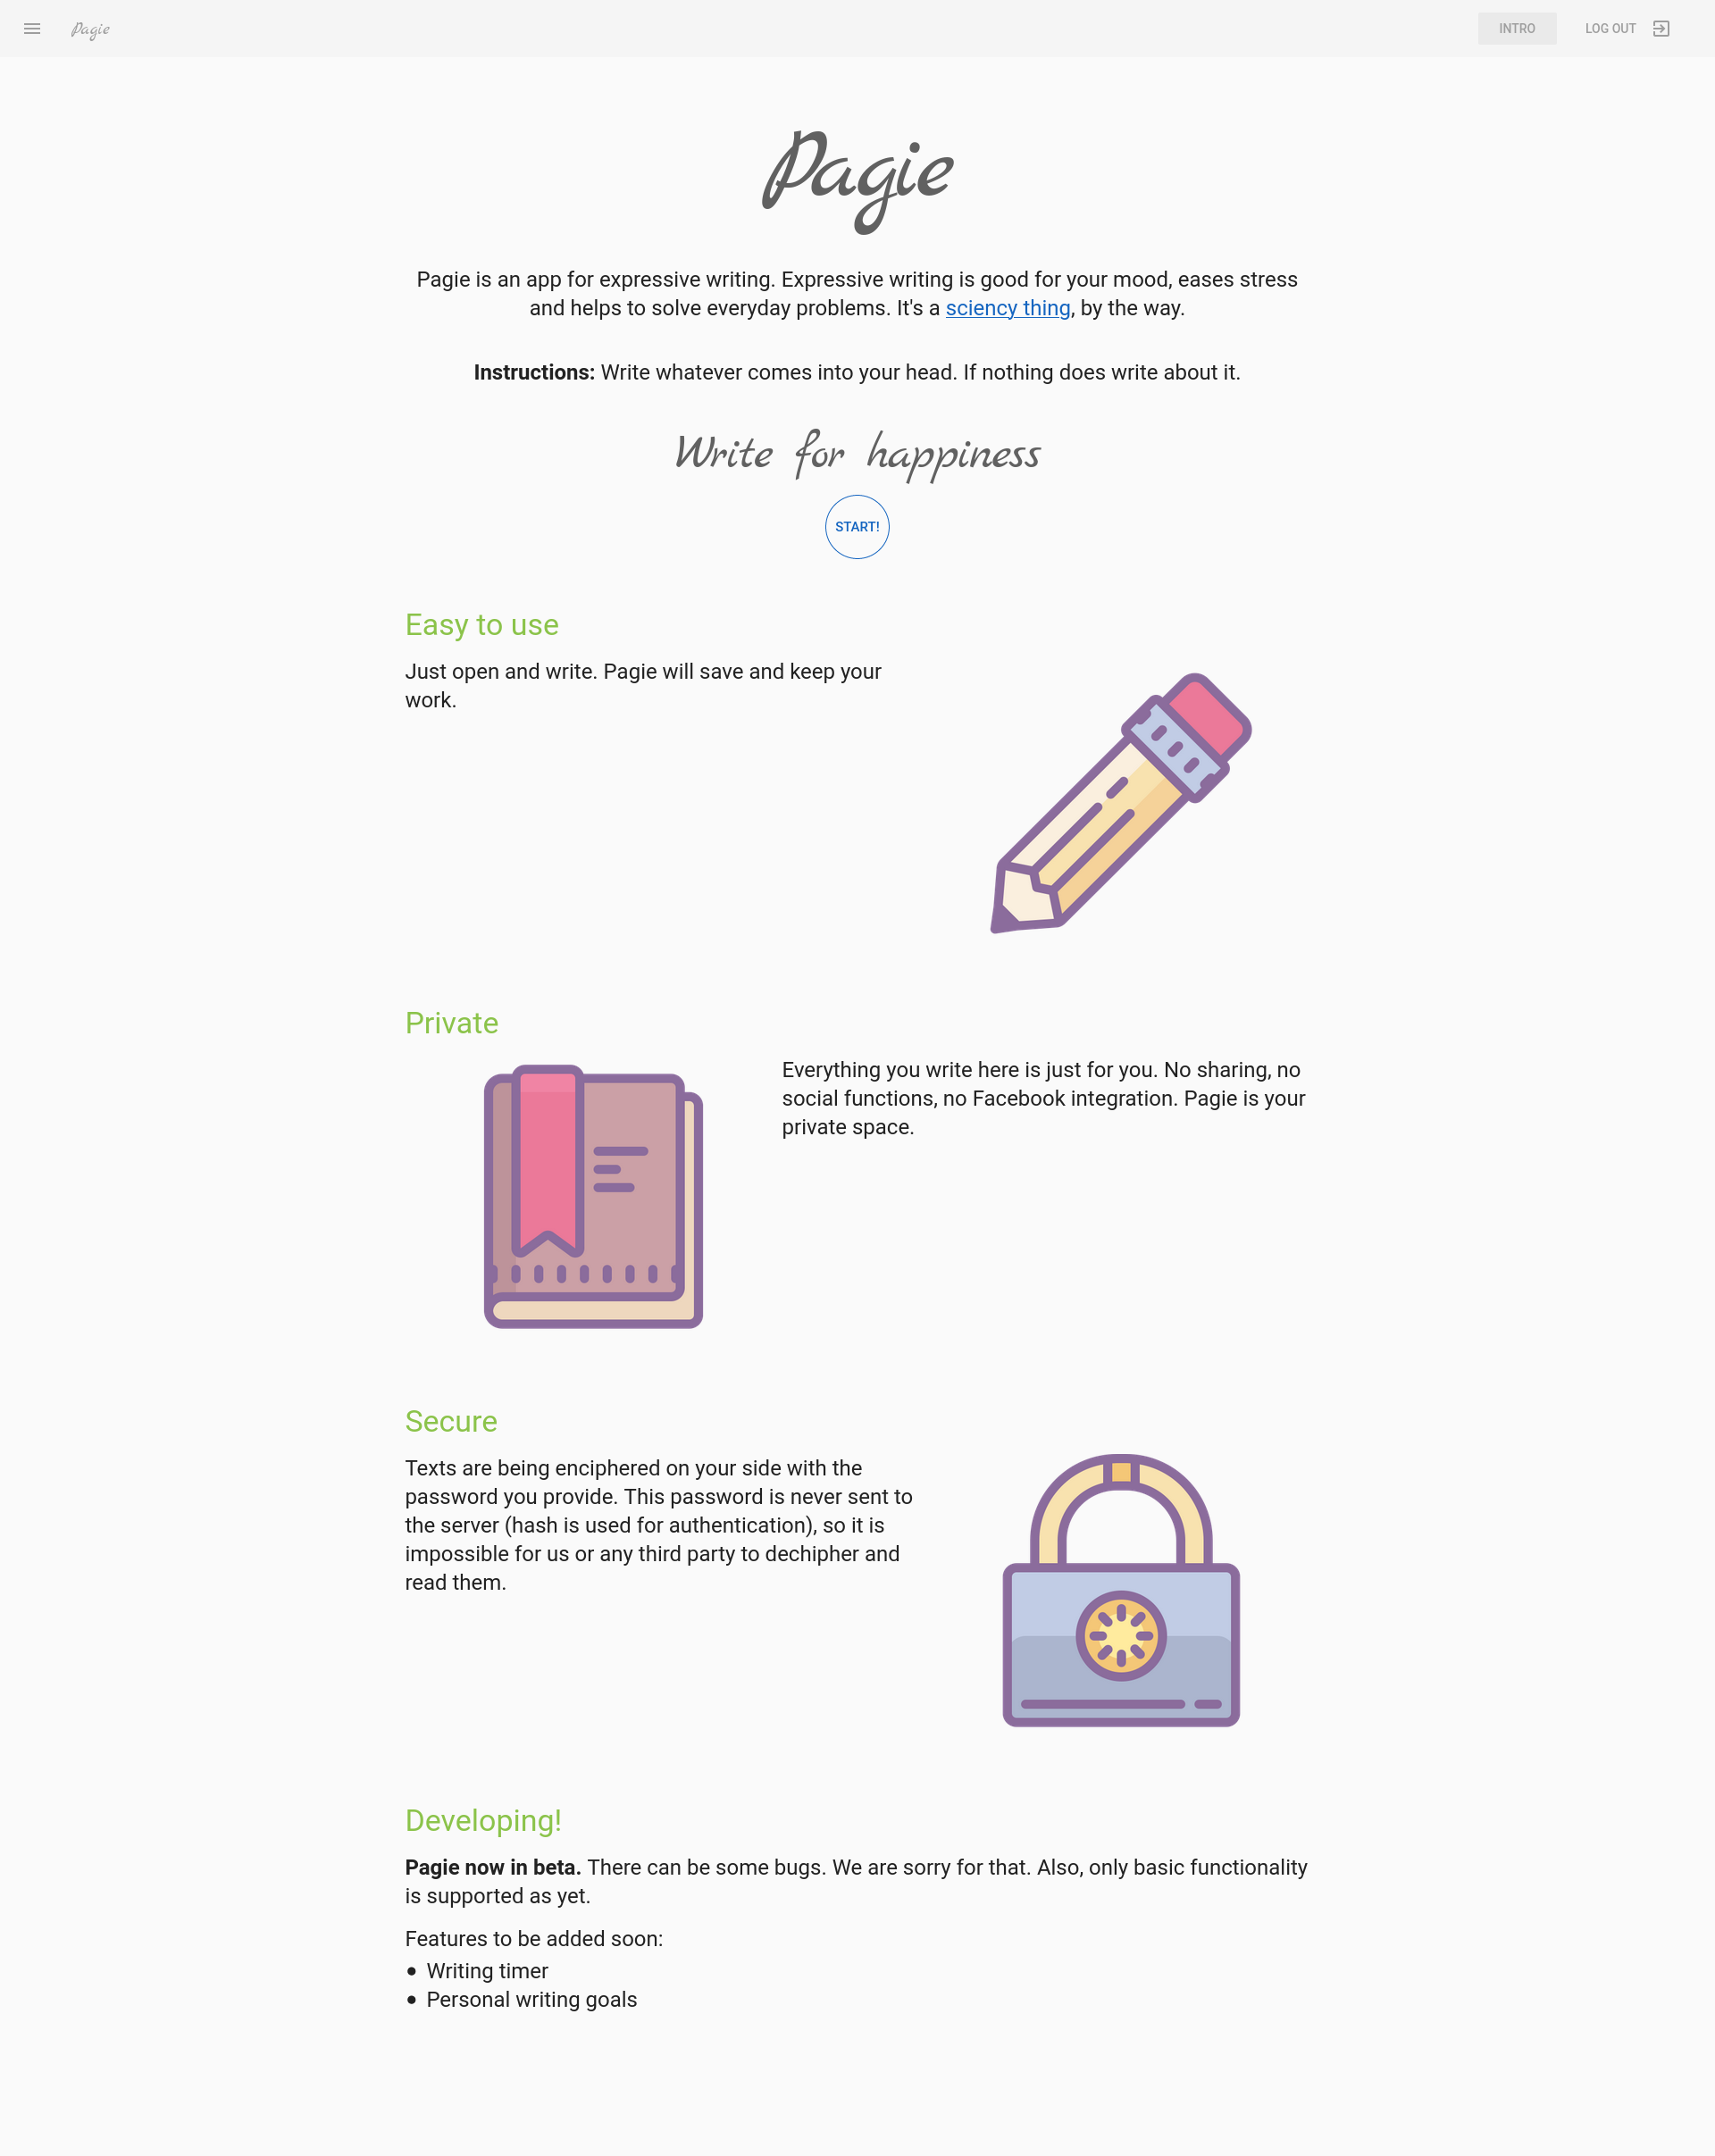 Pagie
INTRO
LOG OUT
Pagie
Pagie is an app for expressive writing. Expressive writing is good for your mood, eases stress
and helps to solve everyday problems. It's a sciency thing, by the way.
Instructions: Write whatever comes into your head. If nothing does write about it.
Write for happiness
START!
Easy to use
Just open and write. Pagie will save and keep your
work.
Private
Everything you write here is just for you. No sharing, no
social functions, no Facebook integration. Pagie is your
private space.
Secure
Texts are being enciphered on your side with the
password you provide. This password is never sent to
the server (hash is used for authentication), so it is
impossible for us or any third party to dechipher and
read them.
Developing!
Pagie now in beta. There can be some bugs. We are sorry for that. Also, only basic functionality
is supported as yet.
Features to be added soon:
• Writing timer
• Personal writing goals